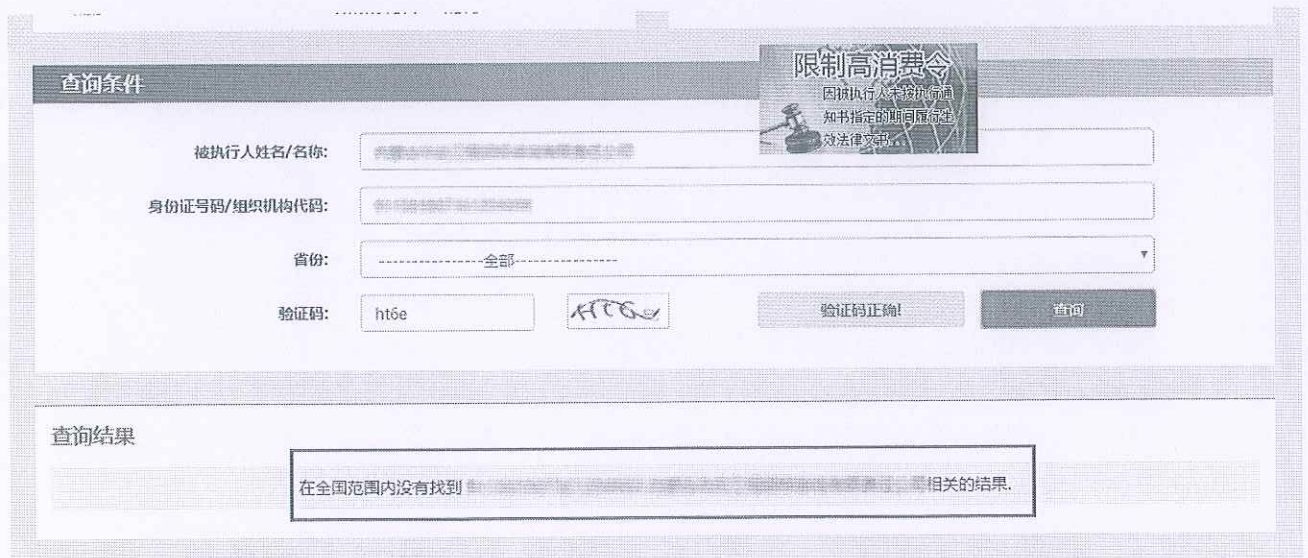 限制高消费令
因被执行人未按执行通
知书指定的期间履行生
效法律文书...
查询条件
被执行人姓名/名称:
身份证号码/组织机构代码:
省份:
-----------------全部----------------
验证码:
ht6e
HT6e
验证码正确!
查询
查询结果
在全国范围内没有找到
相关的结果.